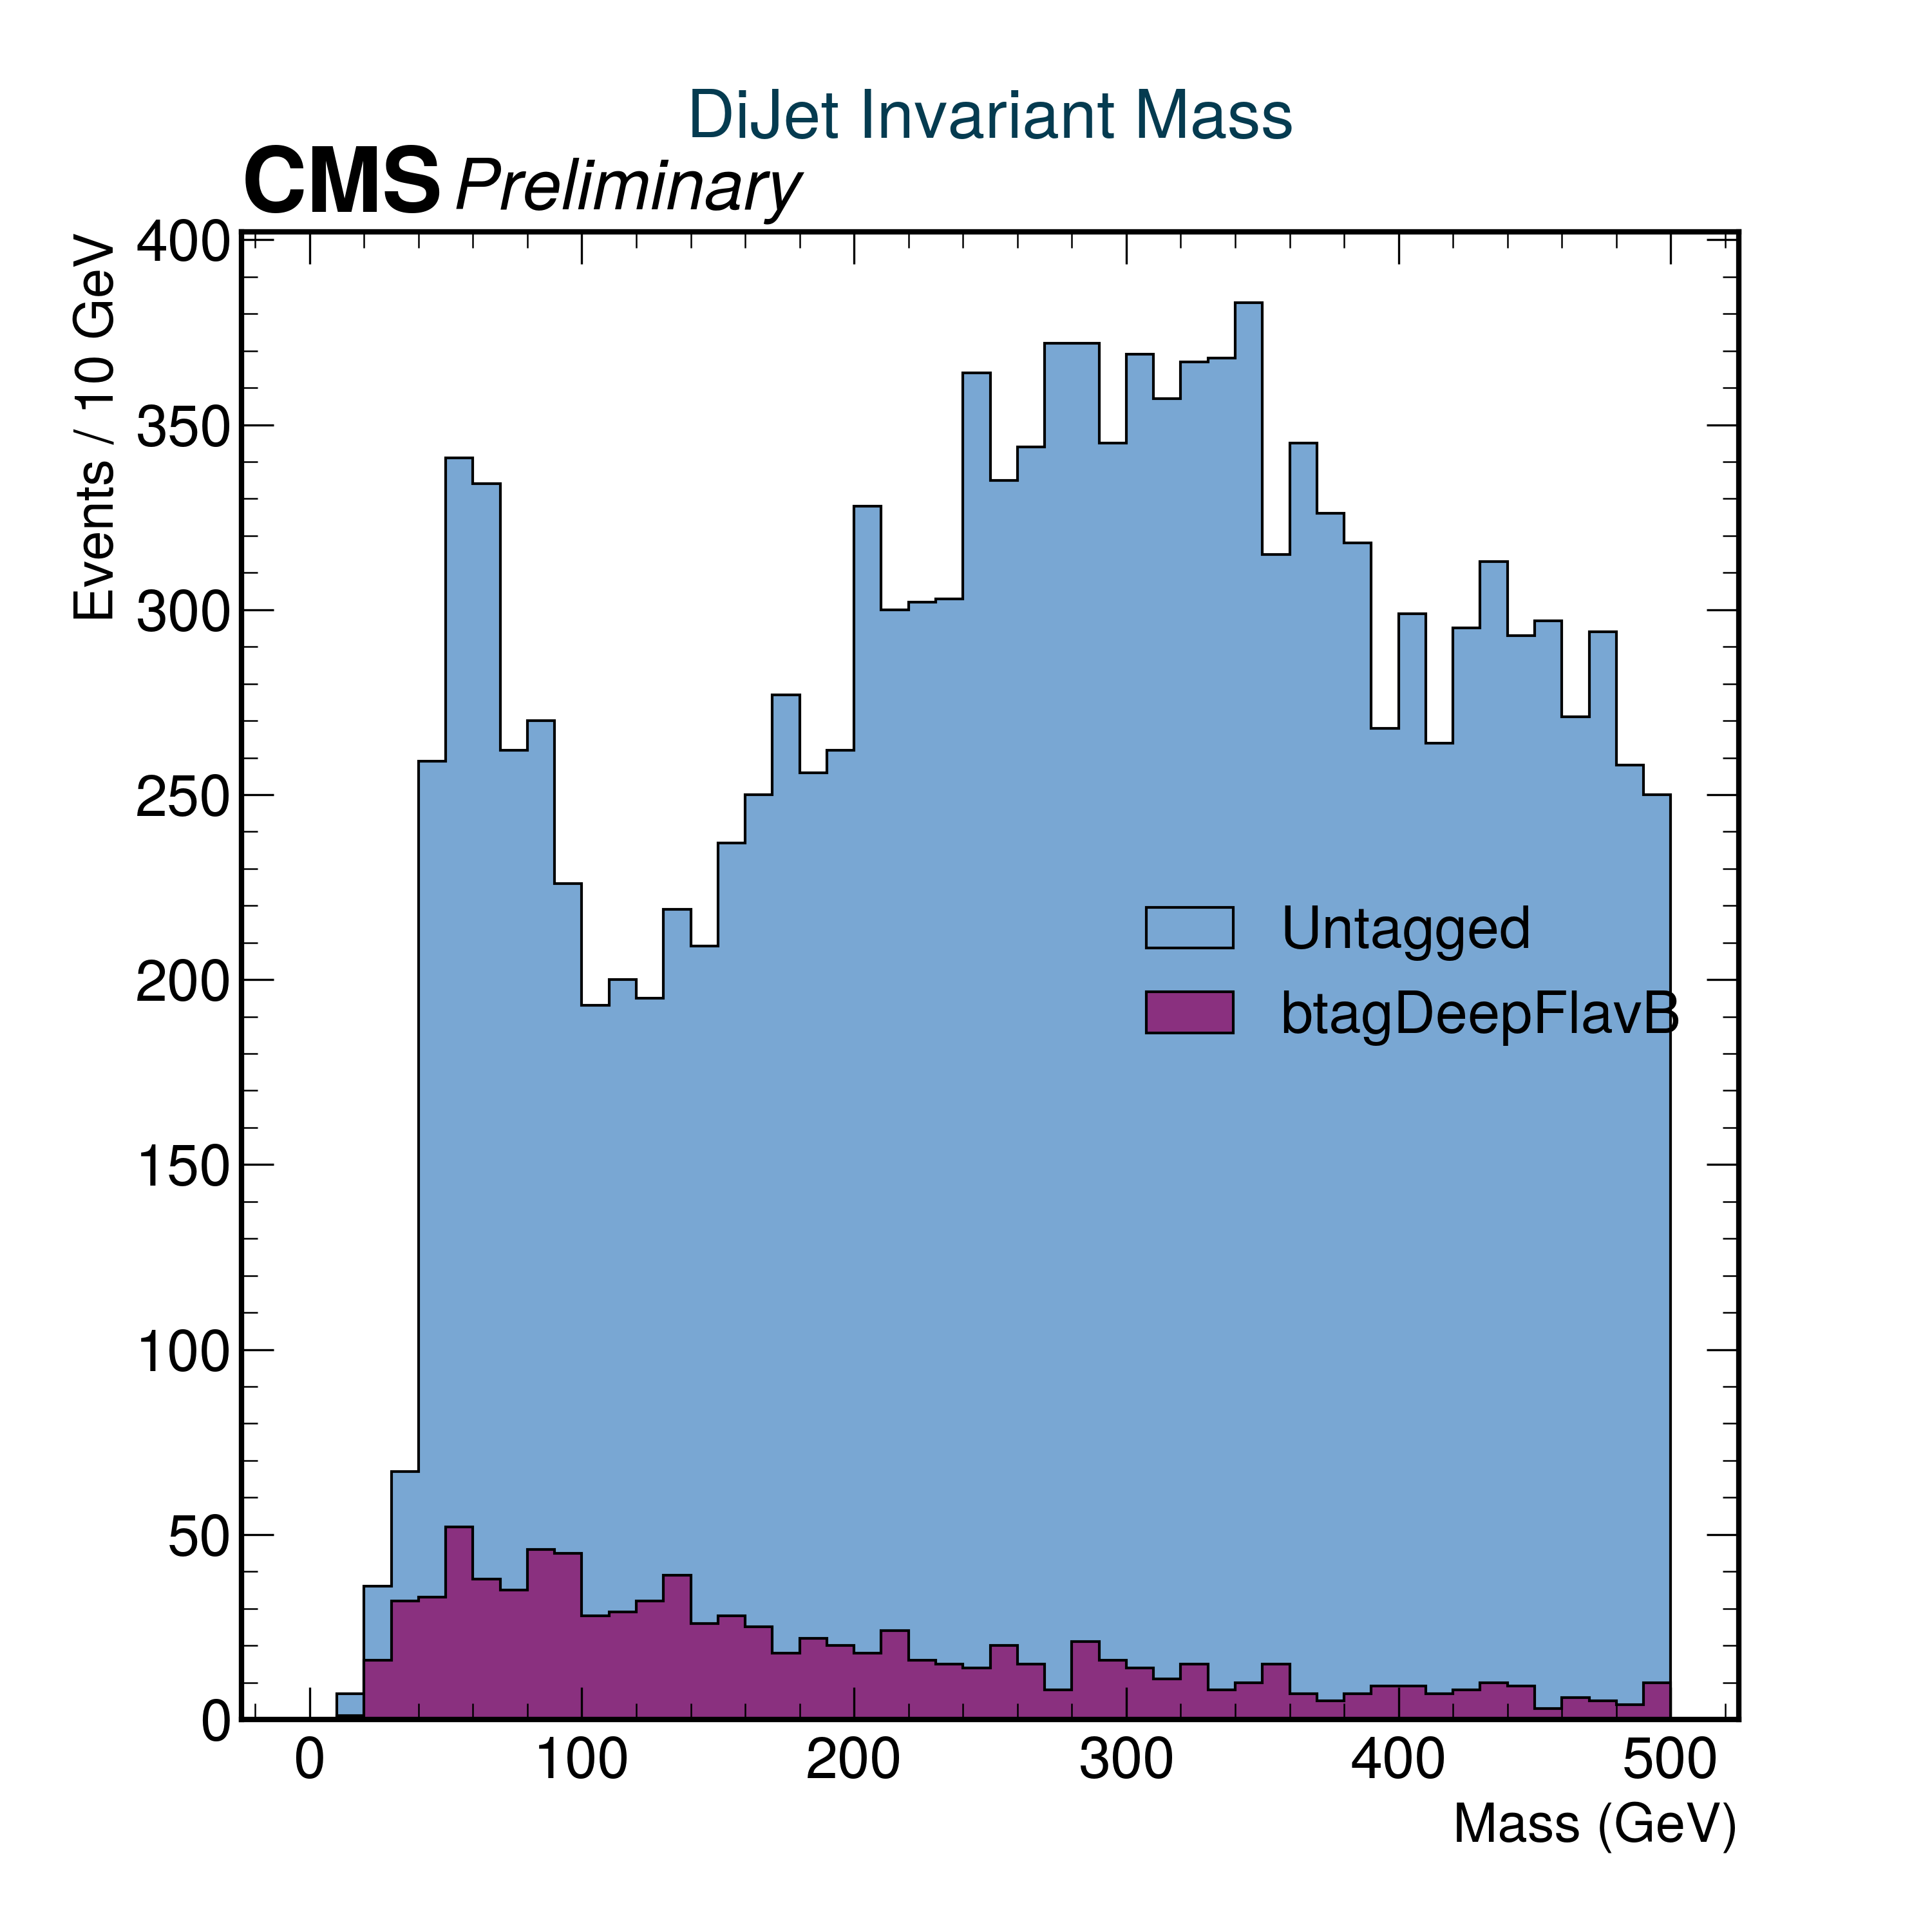 DiJet Invariant Mass
CMS Preliminary
Events / 10 GeV
400
350
300
250
200
150
100
50
0
Untagged
btagDeepFlavB
0 100 200 300 400 500
Mass (GeV)